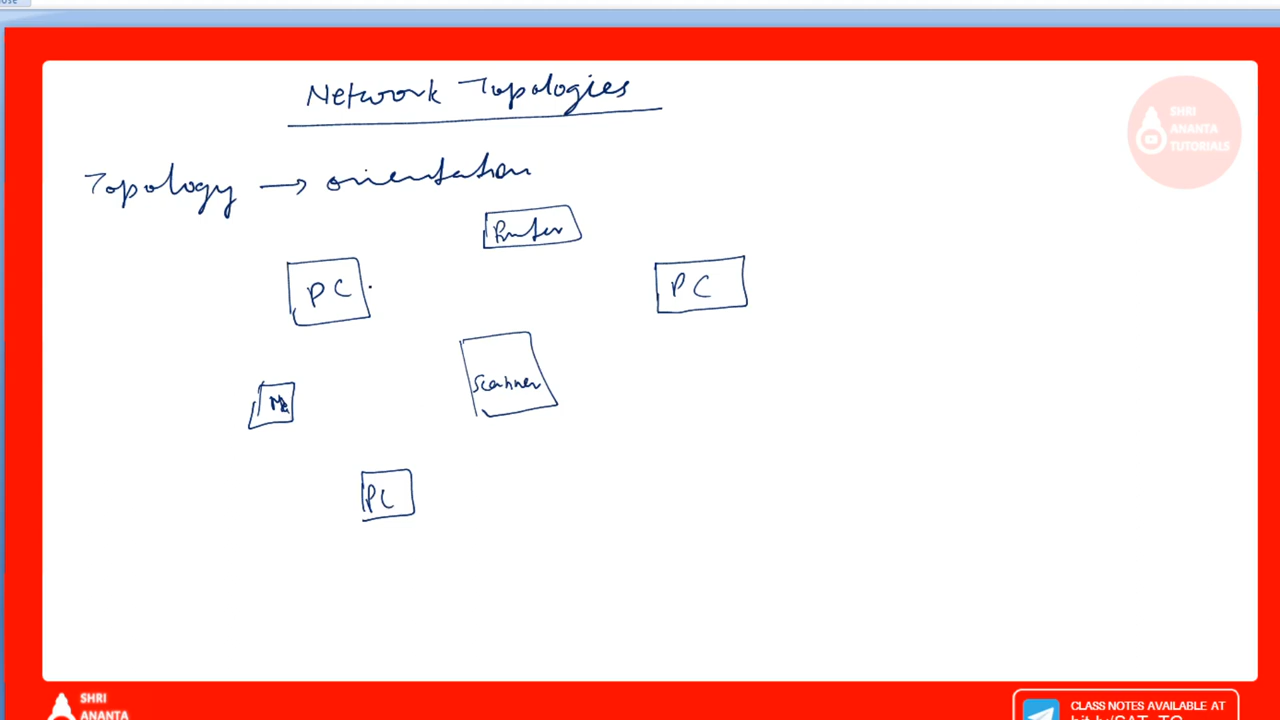 Network Topologies
SHRI
ANANTA
TUTORIALS
Topology → orientation
Printer
PC
PC
Scanner
PC
SHRI
ANANTA
CLASS NOTES AVAILABLE AT